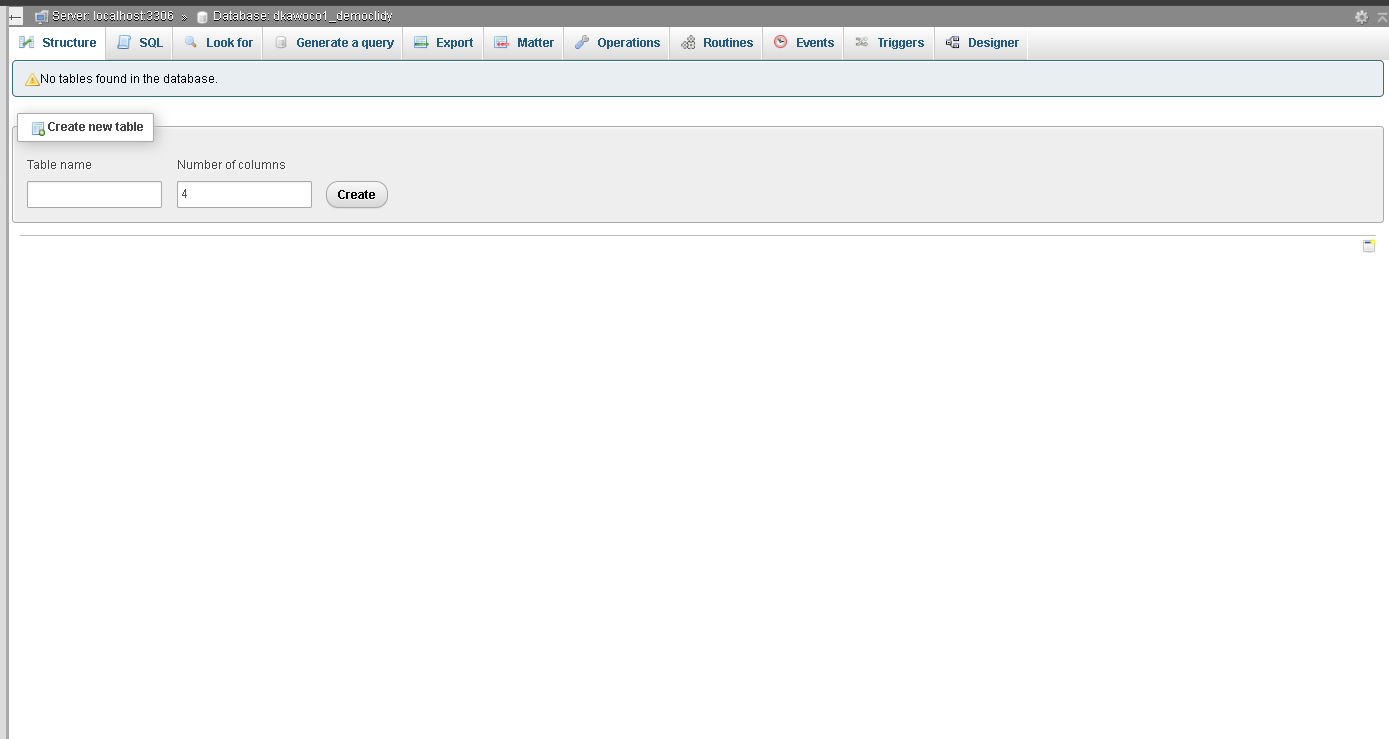 Server: localhost:3306 » Database: dkawoco1_democlidy
Structure SQL Look for Generate a query Export Matter Operations Routines Events Triggers Designer
No tables found in the database.
Create new table
Table name Number of columns
4 Create